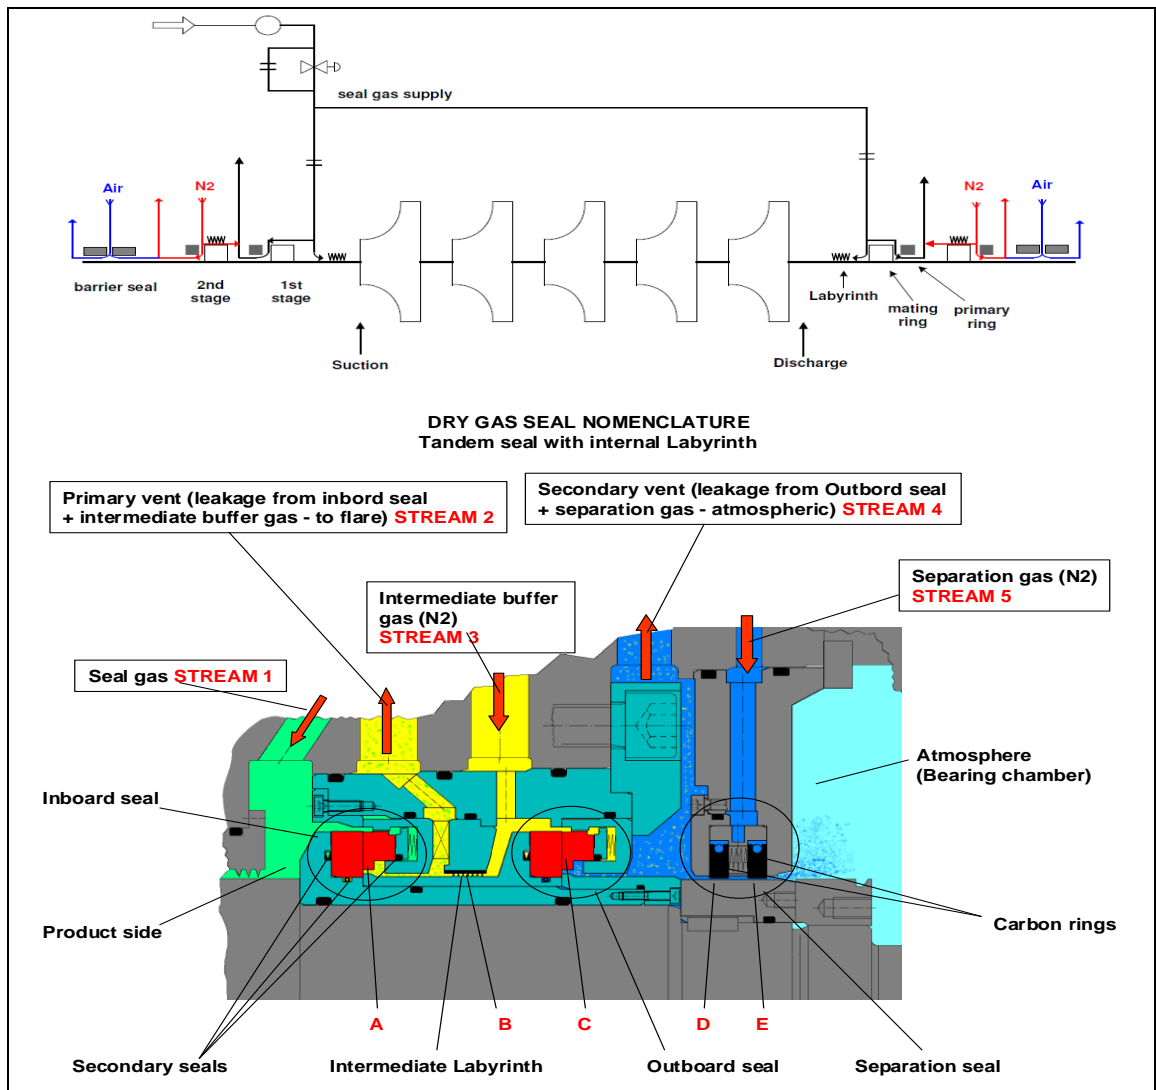 seal gas supply
Air
N2
N2
Air
barrier seal
2nd
stage
1st
stage
Labyrinth
mating
ring
primary
ring
Suction
Discharge
DRY GAS SEAL NOMENCLATURE
Tandem seal with internal Labyrinth
Primary vent (leakage from inbord seal
+ intermediate buffer gas - to flare) STREAM 2
Secondary vent (leakage from Outbord seal
+ separation gas - atmospheric) STREAM 4
Intermediate buffer
gas (N2)
STREAM 3
Separation gas (N2)
STREAM 5
Seal gas STREAM 1
Inboard seal
Atmosphere
(Bearing chamber)
Product side
Carbon rings
A
B
C
D
E
Secondary seals
Intermediate Labyrinth
Outboard seal
Separation seal